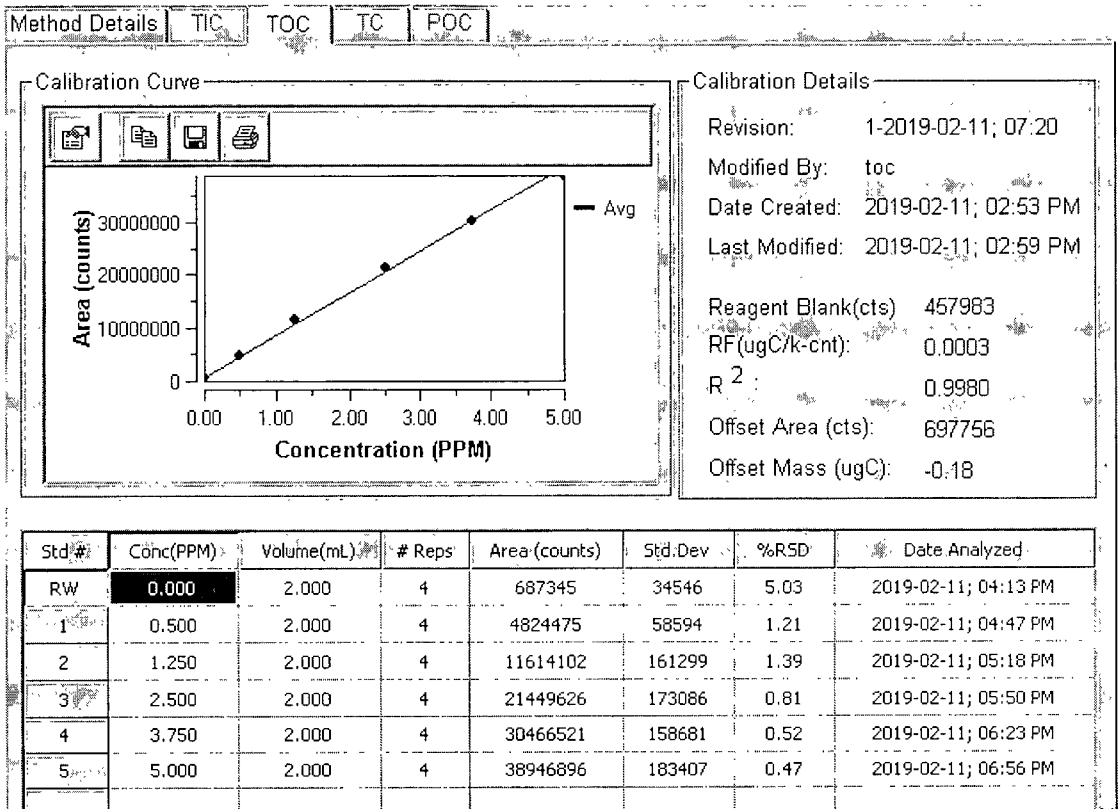 Method Details TIC TOC TC POC
Calibration Curve
Area (counts)
30000000
20000000
10000000
0
0.00 1.00 2.00 3.00 4.00 5.00
Concentration (PPM)
Avg
Calibration Details
Revision: 1-2019-02-11; 07:20
Modified By: toc
Date Created: 2019-02-11; 02:53 PM
Last Modified: 2019-02-11; 02:59 PM
Reagent Blank(cts) 457983
RF(ugC/k-cnt): 0.0003
R 2 : 0.9980
Offset Area (cts): 697756
Offset Mass (ugC): -0.18
Std # Conc(PPM) Volume(mL) # Reps Area (counts) Std.Dev %RSD Date Analyzed
RW 0.000 2.000 4 687345 34546 5.03 2019-02-11; 04:13 PM
1 0.500 2.000 4 4824475 58594 1.21 2019-02-11; 04:47 PM
2 1.250 2.000 4 11614102 161299 1.39 2019-02-11; 05:18 PM
3 2.500 2.000 4 21449626 173086 0.81 2019-02-11; 05:50 PM
4 3.750 2.000 4 30466521 158681 0.52 2019-02-11; 06:23 PM
5 5.000 2.000 4 38946896 183407 0.47 2019-02-11; 06:56 PM